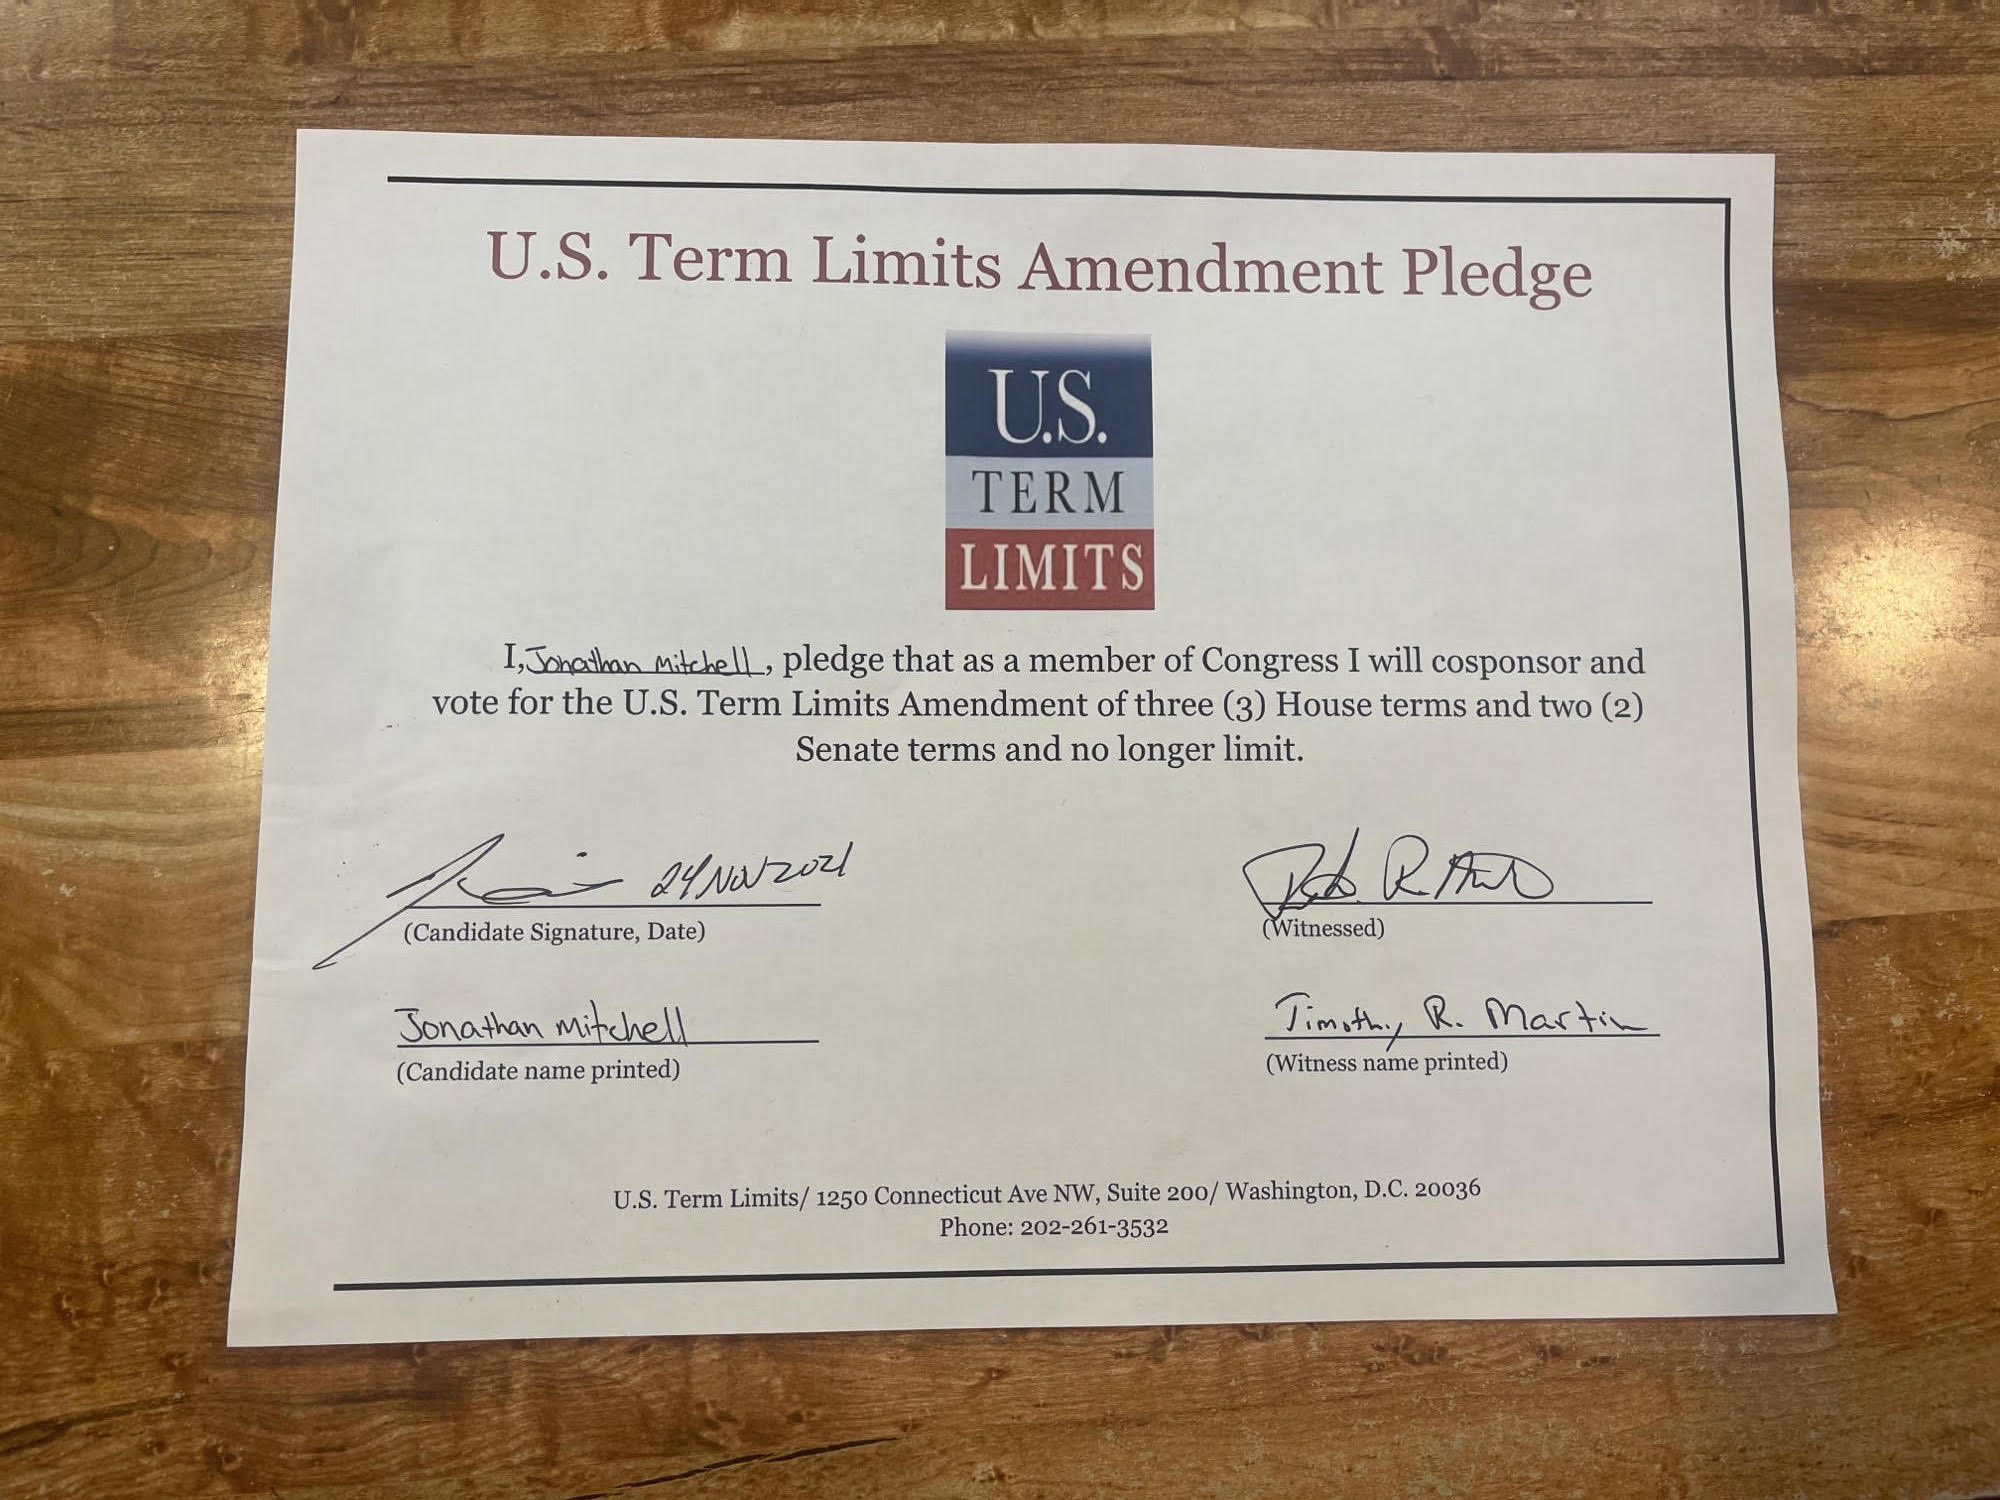 U.S. Term Limits Amendment Pledge
U.S.
TERM
LIMITS
I, Jonathan Mitchell, pledge that as a member of Congress I will cosponsor and
vote for the U.S. Term Limits Amendment of three (3) House terms and two (2)
Senate terms and no longer limit.
24 NOV 2021
(Candidate Signature, Date)
(Witnessed)
Jonathan Mitchell
(Candidate name printed)
Timothy R. Martin
(Witness name printed)
U.S. Term Limits/ 1250 Connecticut Ave NW, Suite 200/ Washington, D.C. 20036
Phone: 202-261-3532